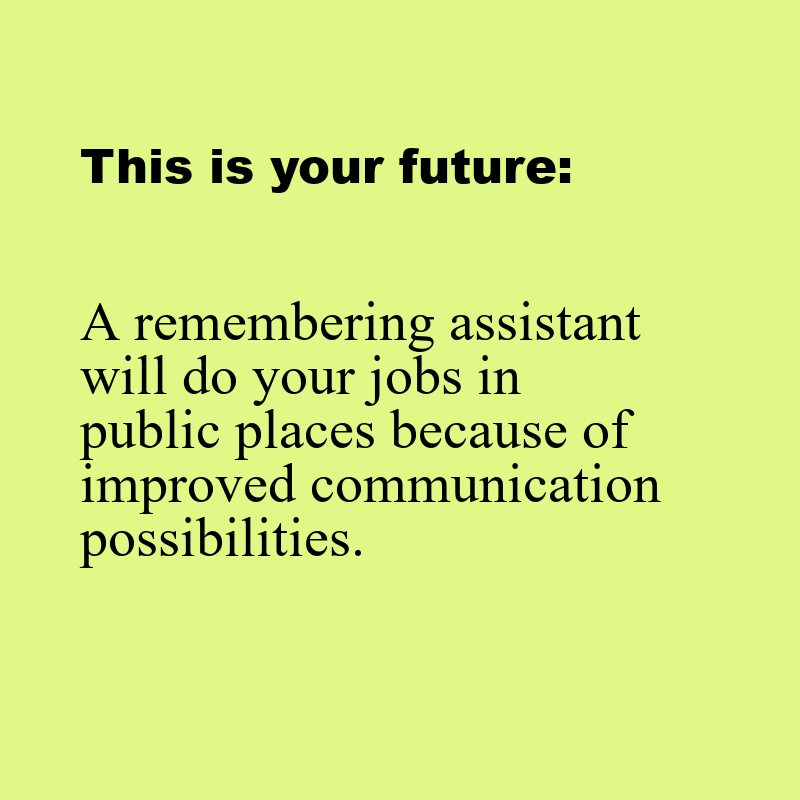 This is your future:
A remembering assistant
will do your jobs in
public places because of
improved communication
possibilities.